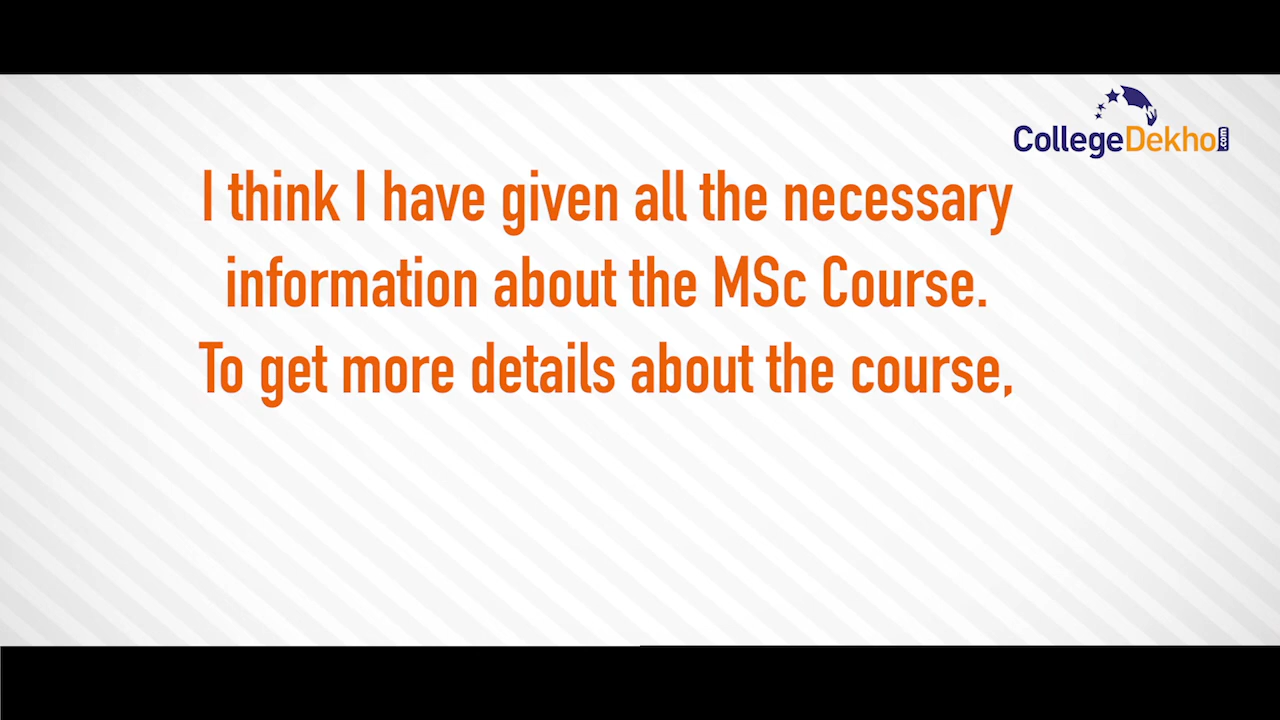 CollegeDekho.com
I think I have given all the necessary
information about the MSc Course.
To get more details about the course,